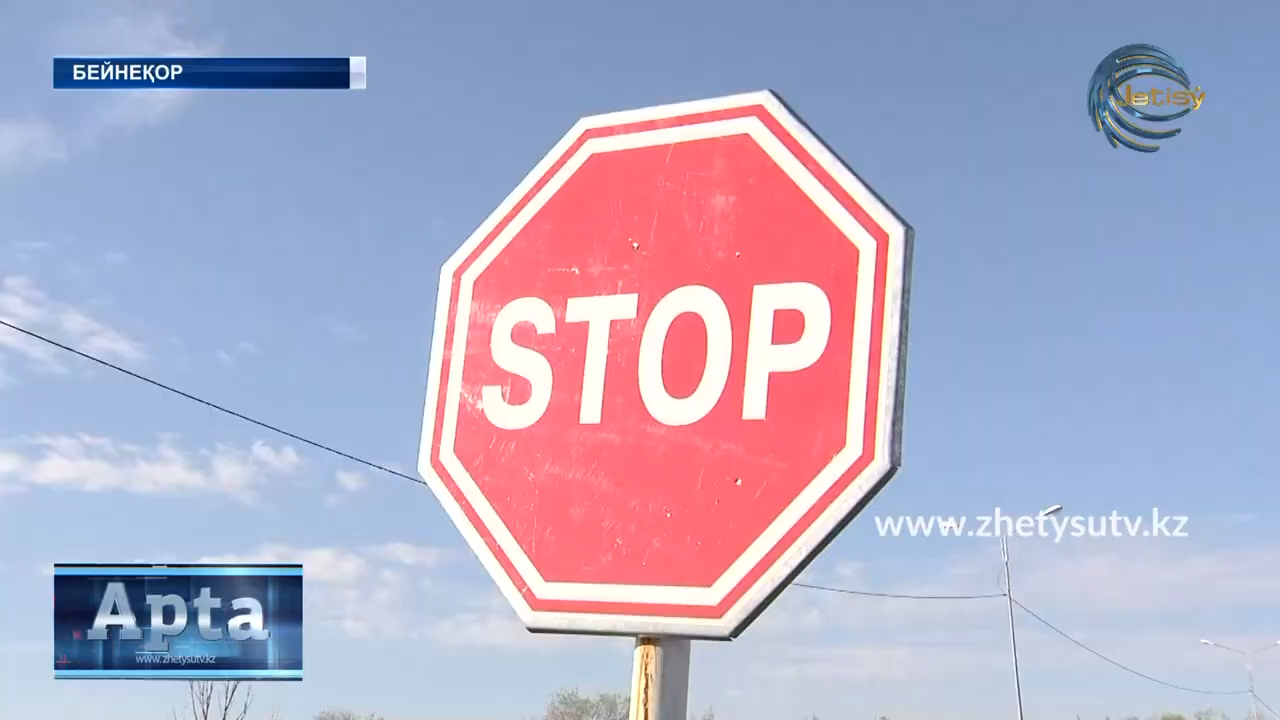 БЕЙНЕҚОР
Jetisý
STOP
www.zhetysutv.kz
Apta
www.zhetysutv.kz